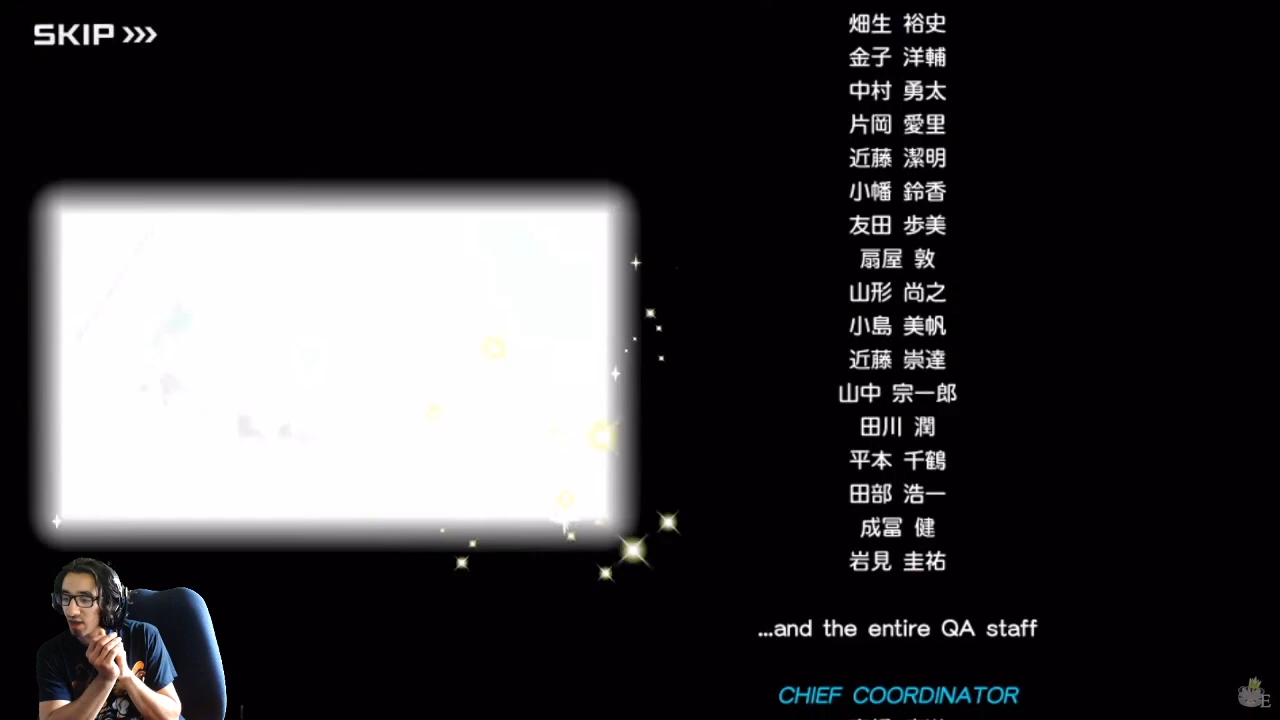 SKIP >>>
畑生 裕史
金子 洋輔
中村 勇太
片岡 愛里
近藤 潔明
小幡 鈴香
友田 歩美
扇屋 敦
山形 尚之
小島 美帆
近藤 崇達
山中 宗一郎
田川 潤
平本 千鶴
田部 浩一
成冨 健
岩見 圭祐
...and the entire QA staff
CHIEF COORDINATOR
E